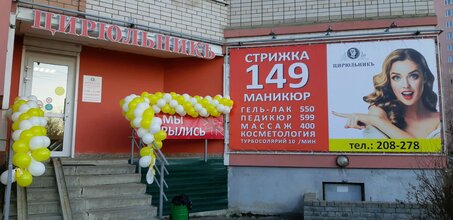 ЦИРЮЛЬНИКЪ
МЫ
СТРИЖКА
149
МАНИКЮР
ГЕЛЬ-ЛАК 550
ПЕДИКЮР 599
МАССАЖ 400
КОСМЕТОЛОГИЯ
ТУРБОСОЛЯРИЙ 10 /МИН
ЦИРЮЛЬНИКЪ
тел.: 208-278